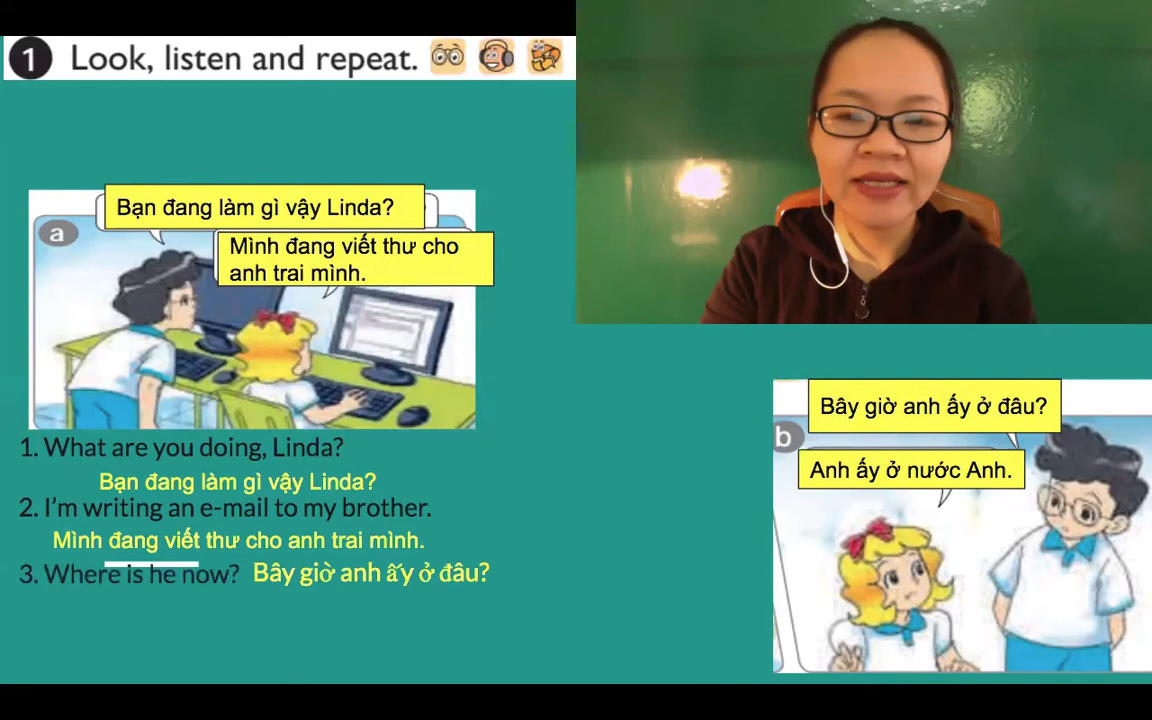 1 Look, listen and repeat.
a
Bạn đang làm gì vậy Linda?
Mình đang viết thư cho
anh trai mình.
1. What are you doing, Linda?
Bạn đang làm gì vậy Linda?
2. I'm writing an e-mail to my brother.
Mình đang viết thư cho anh trai mình.
3. Where is he now? Bây giờ anh ấy ở đâu?
b
Bây giờ anh ấy ở đâu?
Anh ấy ở nước Anh.